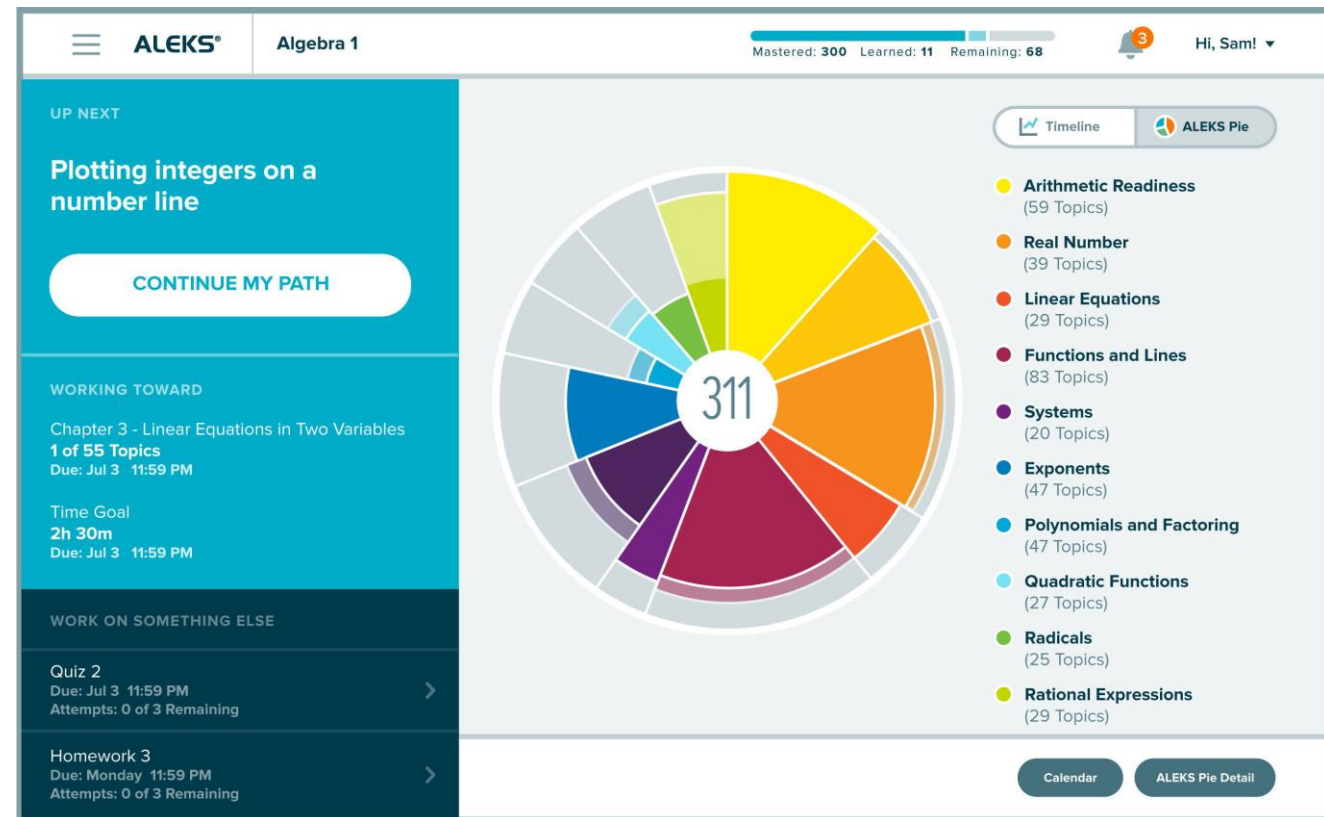 ALEKS®
Algebra 1
Mastered: 300 Learned: 11 Remaining: 68
3
Hi, Sam!
UP NEXT
Plotting integers on a
number line
CONTINUE MY PATH
WORKING TOWARD
Chapter 3 - Linear Equations in Two Variables
1 of 55 Topics
Due: Jul 3 11:59 PM
Time Goal
2h 30m
Due: Jul 3 11:59 PM
WORK ON SOMETHING ELSE
Quiz 2
Due: Jul 3 11:59 PM
Attempts: 0 of 3 Remaining
Homework 3
Due: Monday 11:59 PM
Attempts: 0 of 3 Remaining
311
Timeline
ALEKS Pie
Arithmetic Readiness
(59 Topics)
Real Number
(39 Topics)
Linear Equations
(29 Topics)
Functions and Lines
(83 Topics)
Systems
(20 Topics)
Exponents
(47 Topics)
Polynomials and Factoring
(47 Topics)
Quadratic Functions
(27 Topics)
Radicals
(25 Topics)
Rational Expressions
(29 Topics)
Calendar
ALEKS Pie Detail